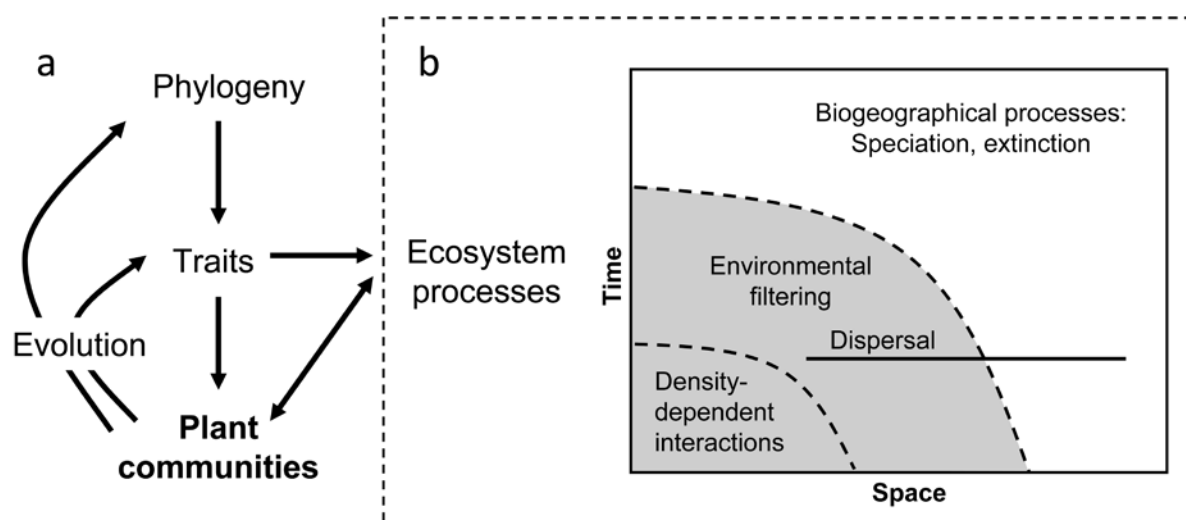 a
Phylogeny
Traits
Evolution
Plant
communities
Ecosystem
processes
b
Biogeographical processes:
Speciation, extinction
Environmental
filtering
Dispersal
Density-
dependent
interactions
Time
Space